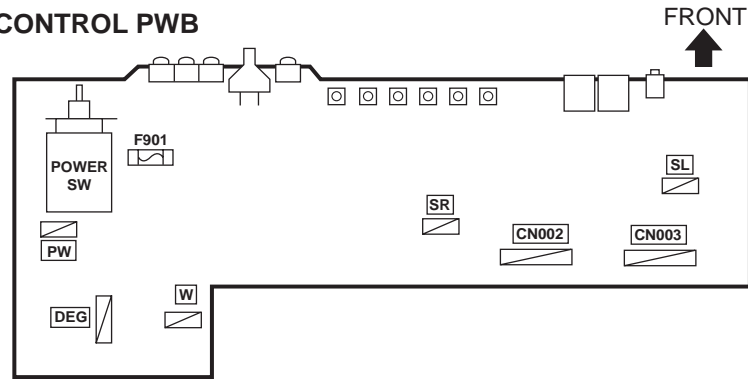 CONTROL PWB
FRONT
F901
POWER
SW
SL
SR
CN002
CN003
PW
W
DEG